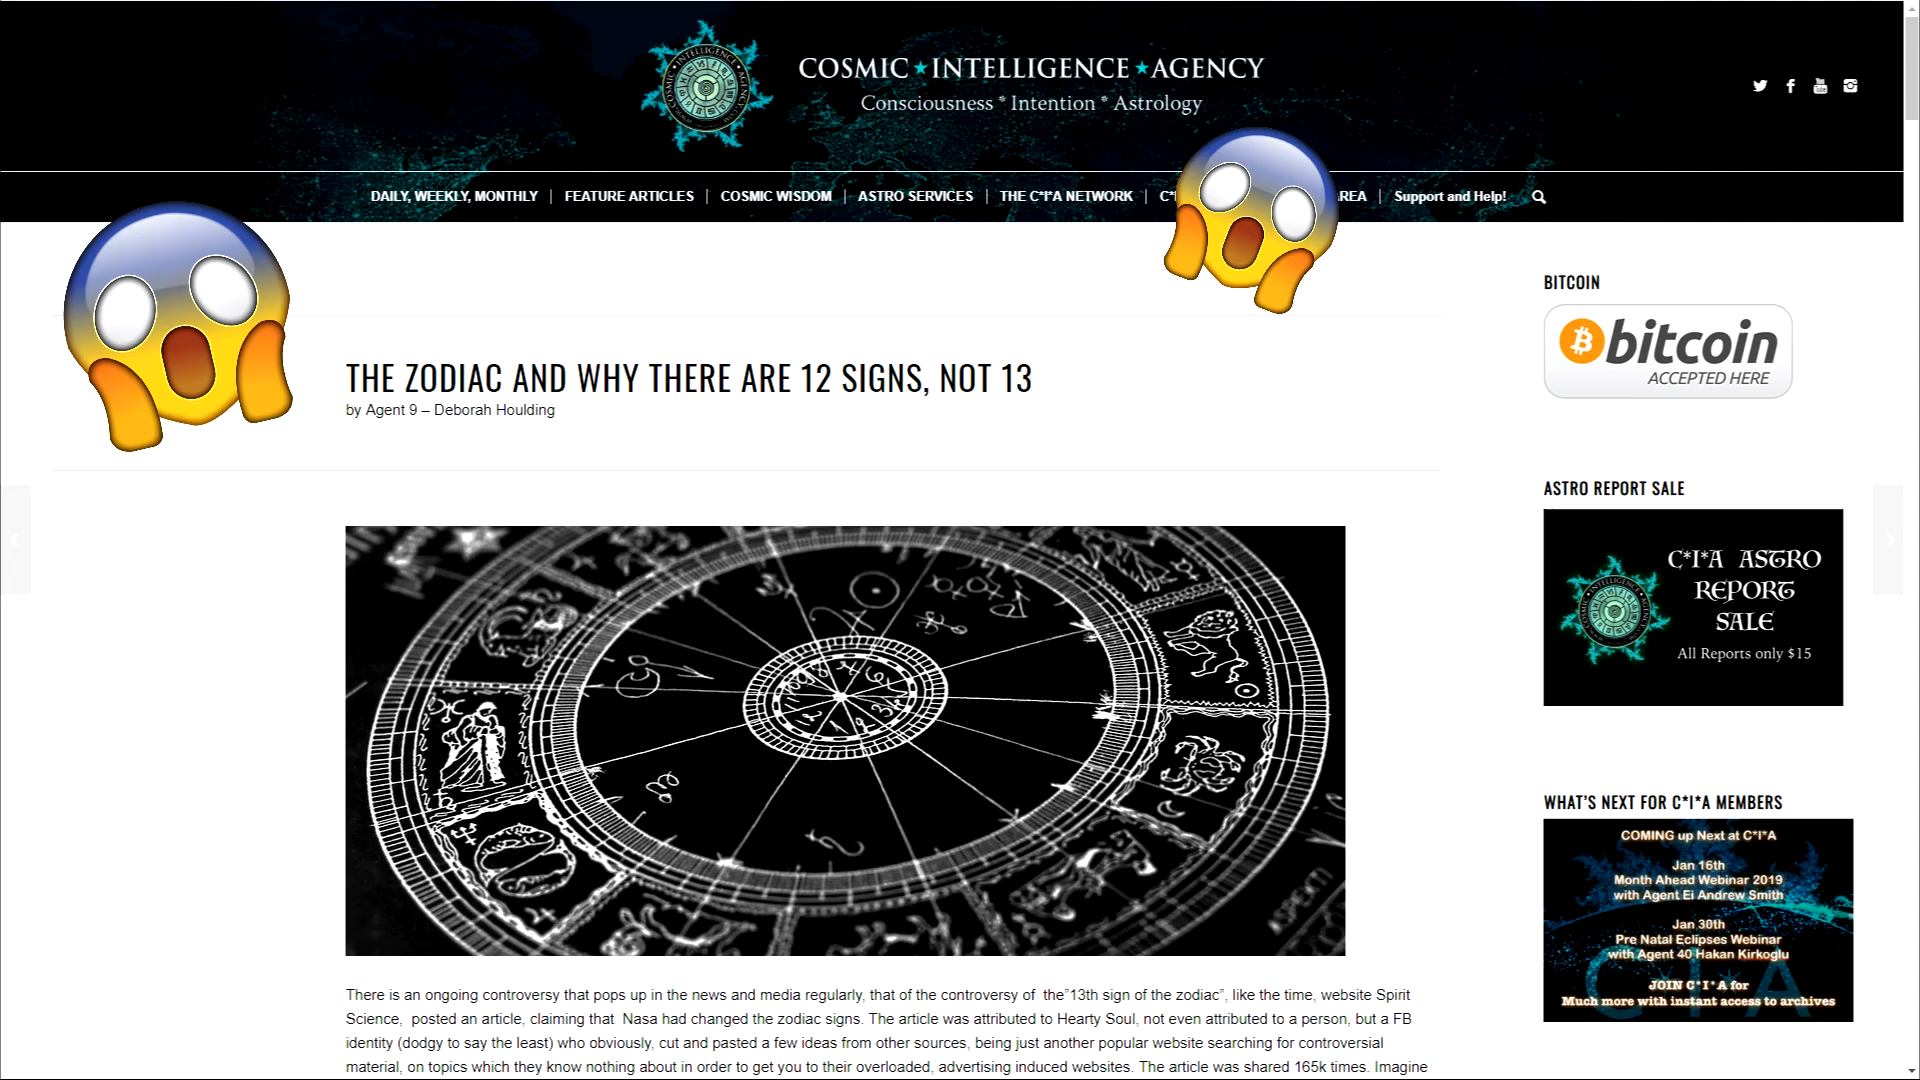 COSMIC★INTELLIGENCE★AGENCY
Consciousness * Intention * Astrology
DAILY, WEEKLY, MONTHLY | FEATURE ARTICLES | COSMIC WISDOM | ASTRO SERVICES | THE C*I*A NETWORK | REA | Support and Help!
THE ZODIAC AND WHY THERE ARE 12 SIGNS, NOT 13
by Agent 9 – Deborah Houlding
There is an ongoing controversy that pops up in the news and media regularly, that of the controversy of the”13th sign of the zodiac”, like the time, website Spirit
Science, posted an article, claiming that Nasa had changed the zodiac signs. The article was attributed to Hearty Soul, not even attributed to a person, but a FB
identity (dodgy to say the least) who obviously, cut and pasted a few ideas from other sources, being just another popular website searching for controversial
material, on topics which they know nothing about in order to get you to their overloaded, advertising induced websites. The article was shared 165k times. Imagine
BITCOIN
bitcoin
ACCEPTED HERE
ASTRO REPORT SALE
C*I*A ASTRO
REPORT
SALE
All Reports only $15
WHAT'S NEXT FOR C*I*A MEMBERS
COMING up Next at C*I*A
Jan 16th
Month Ahead Webinar 2019
with Agent Ei Andrew Smith
Jan 30th
Pre Natal Eclipses Webinar
with Agent 40 Hakan Kirkoglu
JOIN C*I*A for
Much more with instant access to archives